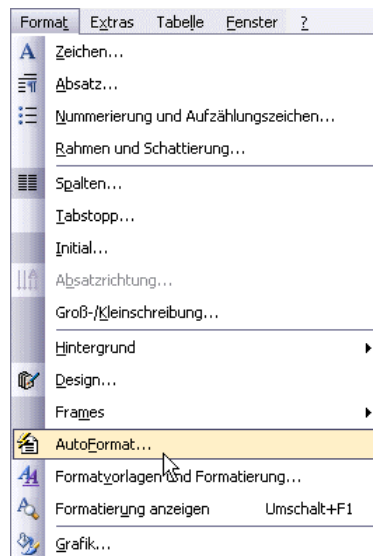 Format Extras Tabelle Fenster ?
Zeichen...
Absatz...
Nummerierung und Aufzählungszeichen...
Rahmen und Schattierung...
Spalten...
Tabstopp...
Initial...
Absatzrichtung...
Groß-/Kleinschreibung...
Hintergrund
Design...
Frames
AutoFormat...
Formatvorlagen und Formatierung...
Formatierung anzeigen Umschalt+F1
Grafik...